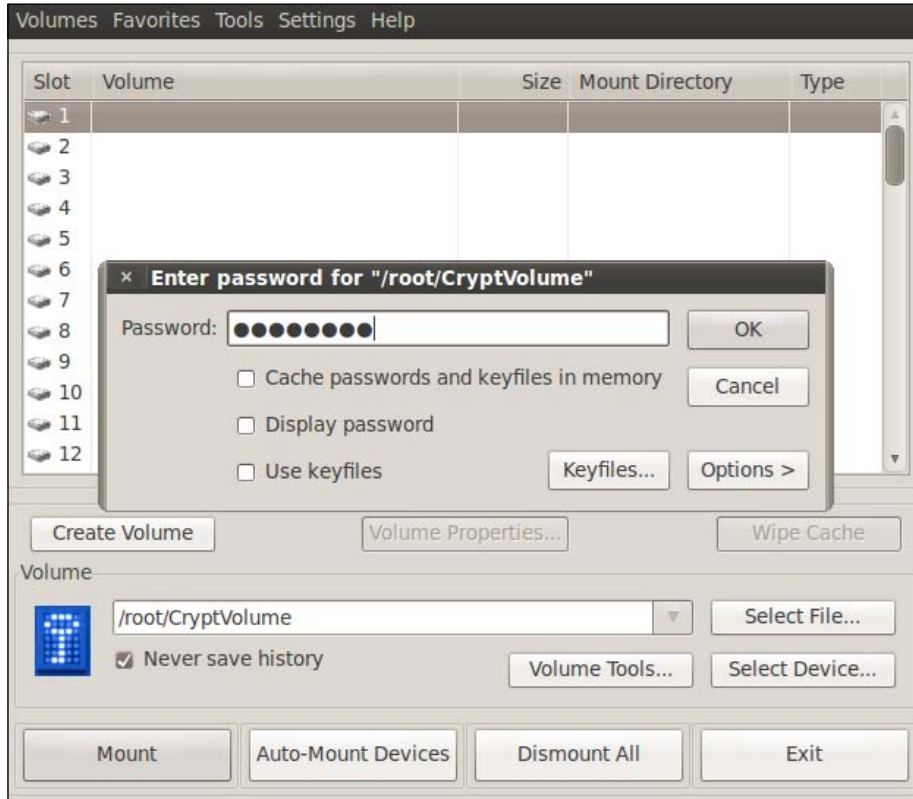 Volumes Favorites Tools Settings Help
Slot Volume Size Mount Directory Type
1
2
3
4
5
6
7
8
9
10
11
12
Enter password for "/root/CryptVolume"
Password: ●●●●●●●● OK
Cache passwords and keyfiles in memory Cancel
Display password
Use keyfiles Keyfiles... Options >
Create Volume Volume Properties... Wipe Cache
Volume
/root/CryptVolume Select File...
Never save history Volume Tools... Select Device...
Mount Auto-Mount Devices Dismount All Exit